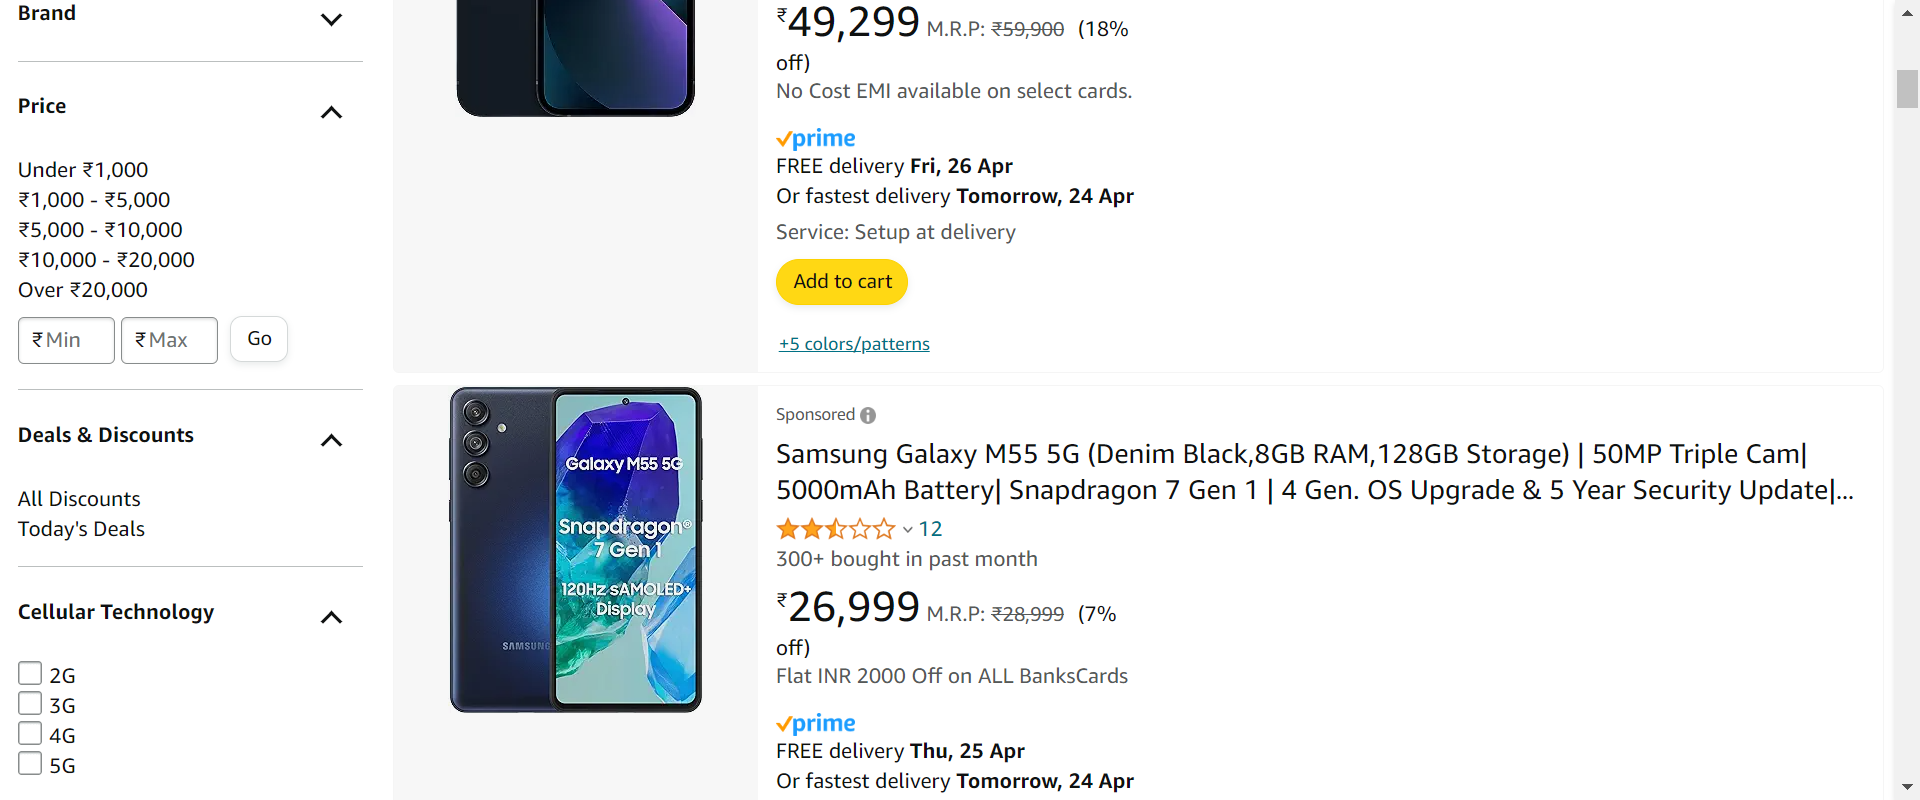 Brand
Price
Under ₹1,000
₹1,000 - ₹5,000
₹5,000 - ₹10,000
₹10,000 - ₹20,000
Over ₹20,000
₹ Min ₹ Max Go
Deals & Discounts
All Discounts
Today's Deals
Cellular Technology
2G
3G
4G
5G
₹49,299 M.R.P: ₹59,900 (18%
off)
No Cost EMI available on select cards.
prime
FREE delivery Fri, 26 Apr
Or fastest delivery Tomorrow, 24 Apr
Service: Setup at delivery
Add to cart
+5 colors/patterns
Galaxy M55 5G
Snapdragon®
7 Gen 1
120Hz sAMOLED+
Display
SAMSUNG
Sponsored
Samsung Galaxy M55 5G (Denim Black,8GB RAM,128GB Storage) | 50MP Triple Cam|
5000mAh Battery| Snapdragon 7 Gen 1 | 4 Gen. OS Upgrade & 5 Year Security Update|...
12
300+ bought in past month
₹26,999 M.R.P: ₹28,999 (7%
off)
Flat INR 2000 Off on ALL BanksCards
prime
FREE delivery Thu, 25 Apr
Or fastest delivery Tomorrow, 24 Apr